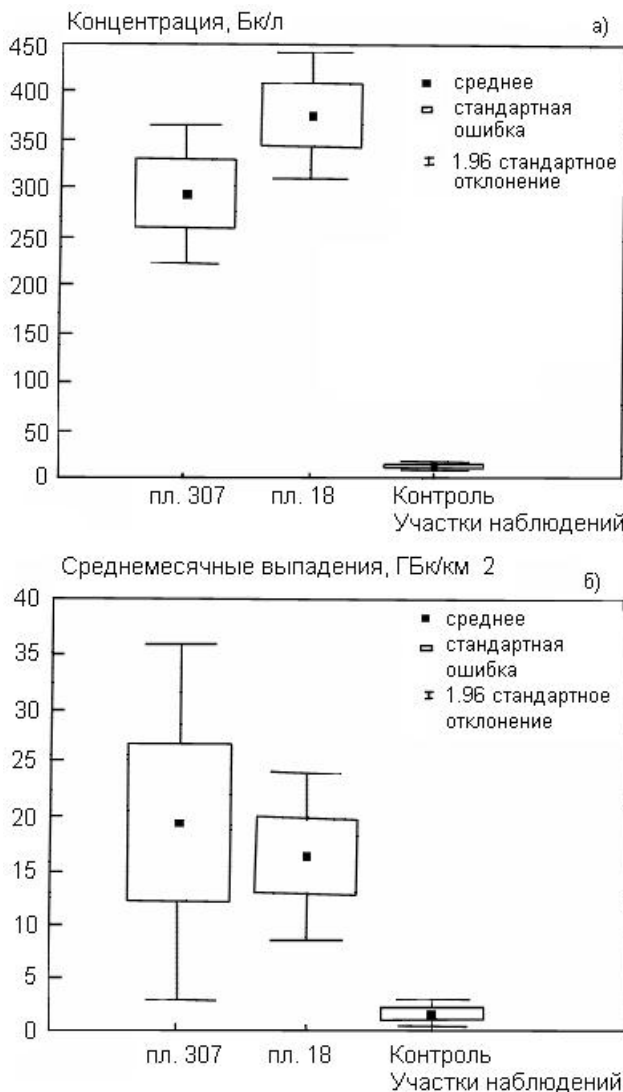 Концентрация, Бк/л
а)
450
400
350
300
250
200
150
100
50
0
среднее
стандартная
ошибка
1.96 стандартное
отклонение
пл. 307 пл. 18 Контроль
Участки наблюдений
Среднемесячные выпадения, ГБк/км 2
б)
40
35
30
25
20
15
10
5
0
среднее
стандартная
ошибка
1.96 стандартное
отклонение
пл. 307 пл. 18 Контроль
Участки наблюдений